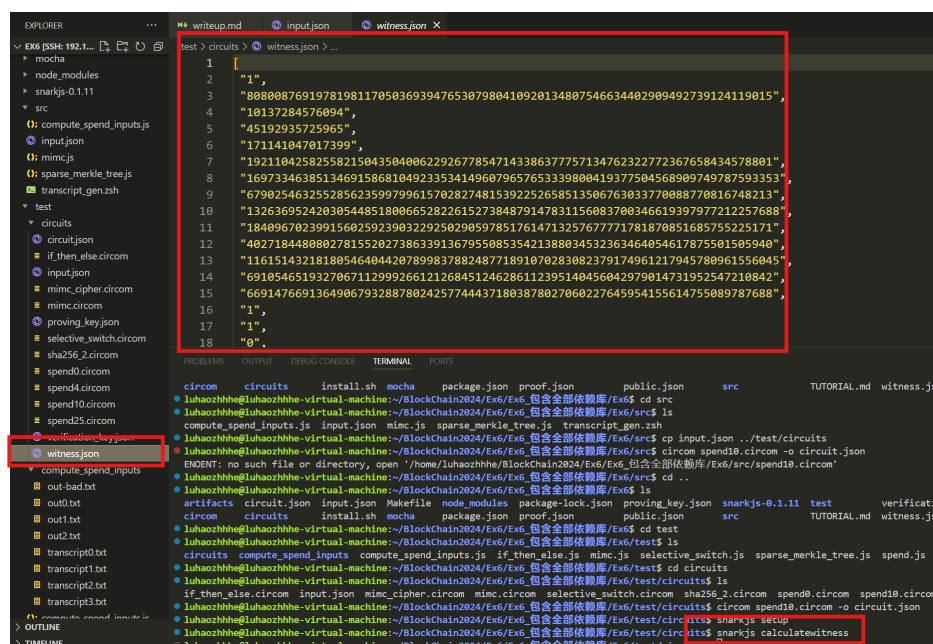 EXPLORER ...
writeup.md input.json witness.json
EX6 [SSH: 192.1...
mocha
node_modules
snarkjs-0.1.11
src
compute_spend_inputs.js
input.json
mimc.js
sparse_merkle_tree.js
transcript_gen.zsh
test
circuits
circuit.json
if_then_else.circom
input.json
mimc_cipher.circom
mimc.circom
proving_key.json
selective_switch.circom
sha256_2.circom
spend0.circom
spend4.circom
spend10.circom
spend25.circom
verification_key.json
witness.json
compute_spend_inputs
out-bad.txt
out0.txt
out1.txt
out2.txt
transcript0.txt
transcript1.txt
transcript2.txt
transcript3.txt
compute_spend_inputs.js
OUTLINE
TIMELINE
test > circuits > witness.json > ...
1 [
2 "1",
3 "8080087691978198117050369394765307980410920134807546634402909492739124119015",
4 "10137284576094",
5 "45192935725965",
6 "171141047017399",
7 "19211042582558215043504006229267785471433863777571347623227723676584345788​01",
8 "16973346385134691586810492335341496079657653339800419377504568909749787593353",
9 "6790254632552856235997996157028274815392252658513506763033770088770816748213",
10 "13263695242030544851800665282261527384879147831156083700346619397977212257688",
11 "18409670239915602592390322925029059785176147132576777717818708516857552​25171",
12 "4027184480802781552027386339136795508535421388034532363464054617875501505940",
13 "11615143218180546404420789983788248771891070283038237917496121794580961556045",
14 "6910546519327067112999266121268451246286112395140456042979014731952547210842",
15 "6691476691364906793288780242577444371803878027060227645954155614755089787688",
16 "1",
17 "1",
18 "0",
PROBLEMS OUTPUT DEBUG CONSOLE TERMINAL PORTS
circom circuits install.sh mocha package.json proof.json public.json src TUTORIAL.md witness.js
luhaozhhhe@luhaozhhhe-virtual-machine:~/BlockChain2024/Ex6/Ex6_包含全部依赖库/Ex6$ cd src
luhaozhhhe@luhaozhhhe-virtual-machine:~/BlockChain2024/Ex6/Ex6_包含全部依赖库/Ex6/src$ ls
compute_spend_inputs.js input.json mimc.js sparse_merkle_tree.js transcript_gen.zsh
luhaozhhhe@luhaozhhhe-virtual-machine:~/BlockChain2024/Ex6/Ex6_包含全部依赖库/Ex6/src$ cp input.json ../test/circuits
luhaozhhhe@luhaozhhhe-virtual-machine:~/BlockChain2024/Ex6/Ex6_包含全部依赖库/Ex6/src$ circom spend10.circom -o circuit.json
ENOENT: no such file or directory, open '/home/luhaozhhhe/BlockChain2024/Ex6/Ex6_包含全部依赖库/Ex6/src/spend10.circom'
luhaozhhhe@luhaozhhhe-virtual-machine:~/BlockChain2024/Ex6/Ex6_包含全部依赖库/Ex6/src$ cd ..
luhaozhhhe@luhaozhhhe-virtual-machine:~/BlockChain2024/Ex6/Ex6_包含全部依赖库/Ex6$ ls
artifacts circuit.json input.json Makefile node_modules package-lock.json proving_key.json snarkjs-0.1.11 test verificati
circom circuits install.sh mocha package.json proof.json public.json src TUTORIAL.md witness.js
luhaozhhhe@luhaozhhhe-virtual-machine:~/BlockChain2024/Ex6/Ex6_包含全部依赖库/Ex6$ cd test
luhaozhhhe@luhaozhhhe-virtual-machine:~/BlockChain2024/Ex6/Ex6_包含全部依赖库/Ex6/test$ ls
circuits compute_spend_inputs compute_spend_inputs.js if_then_else.js mimc.js selective_switch.js sparse_merkle_tree.js spend.js
luhaozhhhe@luhaozhhhe-virtual-machine:~/BlockChain2024/Ex6/Ex6_包含全部依赖库/Ex6/test$ cd circuits
luhaozhhhe@luhaozhhhe-virtual-machine:~/BlockChain2024/Ex6/Ex6_包含全部依赖库/Ex6/test/circuits$ ls
if_then_else.circom input.json mimc_cipher.circom mimc.circom selective_switch.circom sha256_2.circom spend0.circom spend10.circom
luhaozhhhe@luhaozhhhe-virtual-machine:~/BlockChain2024/Ex6/Ex6_包含全部依赖库/Ex6/test/circuits$ circom spend10.circom -o circuit.json
luhaozhhhe@luhaozhhhe-virtual-machine:~/BlockChain2024/Ex6/Ex6_包含全部依赖库/Ex6/test/circuits$ snarkjs setup
luhaozhhhe@luhaozhhhe-virtual-machine:~/BlockChain2024/Ex6/Ex6_包含全部依赖库/Ex6/test/circuits$ snarkjs calculatewitness